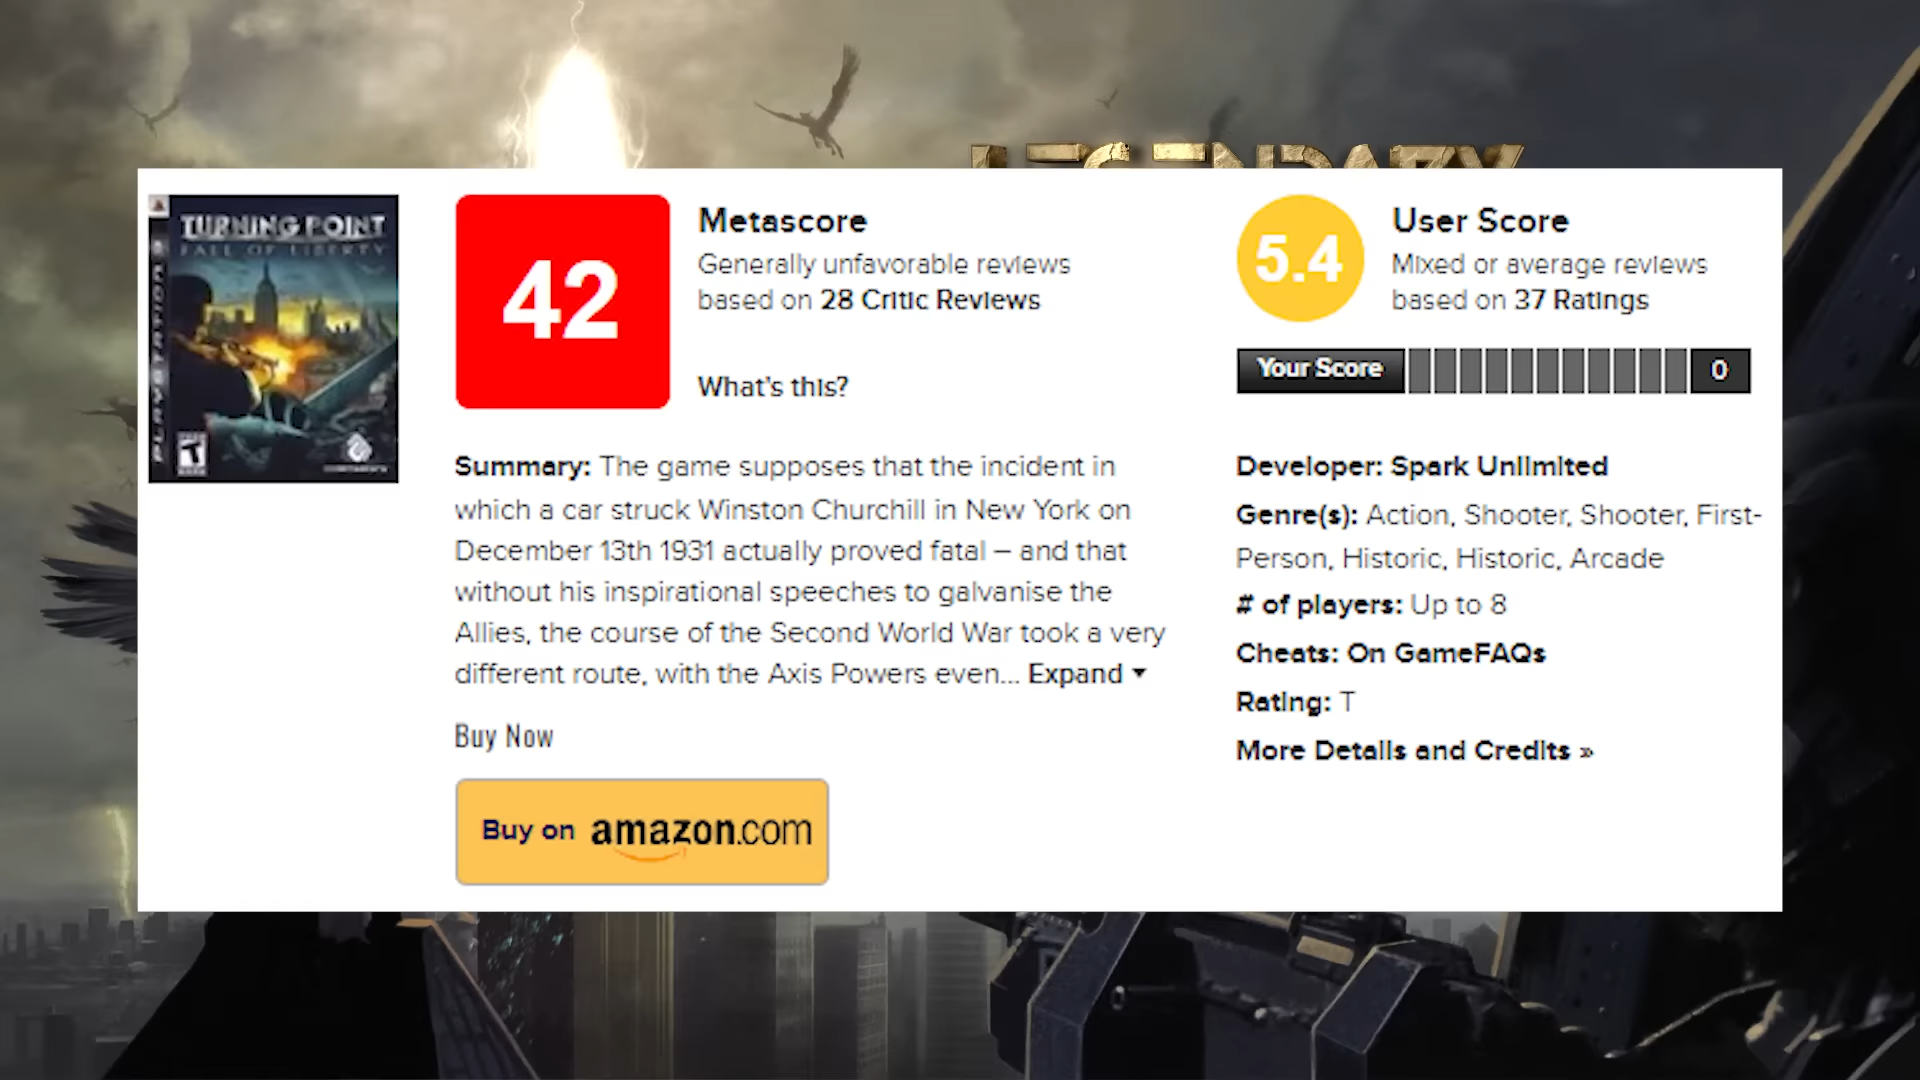 LEGENDARY
TURNING POINT
FALL OF LIBERTY
PLAYSTATION
T
42
Metascore
Generally unfavorable reviews
based on 28 Critic Reviews
What's this?
Summary: The game supposes that the incident in
which a car struck Winston Churchill in New York on
December 13th 1931 actually proved fatal – and that
without his inspirational speeches to galvanise the
Allies, the course of the Second World War took a very
different route, with the Axis Powers even... Expand
Buy Now
Buy on amazon.com
5.4
User Score
Mixed or average reviews
based on 37 Ratings
Your Score 0
Developer: Spark Unlimited
Genre(s): Action, Shooter, Shooter, First-
Person, Historic, Historic, Arcade
# of players: Up to 8
Cheats: On GameFAQs
Rating: T
More Details and Credits »